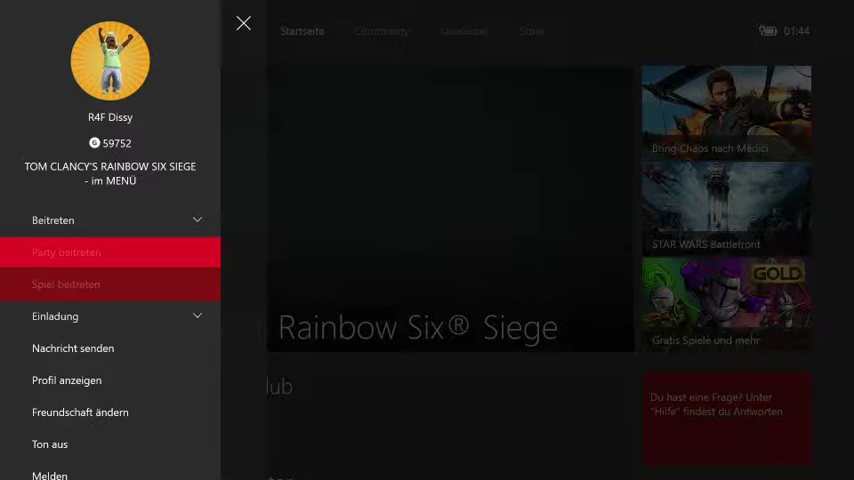 R4F Dissy
G 59752
TOM CLANCY'S RAINBOW SIX SIEGE
- im MENÜ
Beitreten
Party beitreten
Spiel beitreten
Einladung
Nachricht senden
Profil anzeigen
Freundschaft ändern
Ton aus
Melden
Startseite
Community
OneGuide
Store
01:44
Rainbow Six® Siege
lub
Bring Chaos nach Medici
STAR WARS Battlefront
GOLD
Gratis Spiele und mehr
Du hast eine Frage? Unter
"Hilfe" findest du Antworten